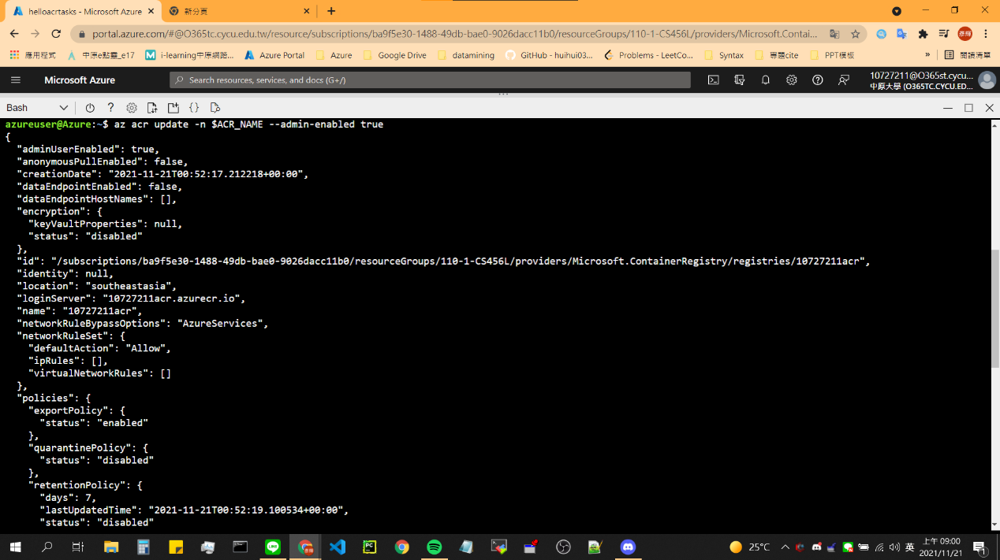 helloacrtasks - Microsoft Azure
新分頁
portal.azure.com/#@O365tc.cycu.edu.tw/resource/subscriptions/ba9f5e30-1488-49db-bae0-9026dacc11b0/resourceGroups/110-1-CS456L/providers/Microsoft.Contai...
應用程式
中原e點靈_e17
i-learning中原網路...
Azure Portal
Azure
Google Drive
datamining
GitHub - huihui03...
Problems - LeetCo...
Syntax
專題cite
PPT模板
»
閱讀清單
Microsoft Azure
Search resources, services, and docs (G+/)
10727211@O365st.cycu...
中原大學 (O365TC.CYCU.ED...
Bash
azureuser@Azure:~$ az acr update -n $ACR_NAME --admin-enabled true
{
"adminUserEnabled": true,
"anonymousPullEnabled": false,
"creationDate": "2021-11-21T00:52:17.212218+00:00",
"dataEndpointEnabled": false,
"dataEndpointHostNames": [],
"encryption": {
"keyVaultProperties": null,
"status": "disabled"
},
"id": "/subscriptions/ba9f5e30-1488-49db-bae0-9026dacc11b0/resourceGroups/110-1-CS456L/providers/Microsoft.ContainerRegistry/registries/10727211acr",
"identity": null,
"location": "southeastasia",
"loginServer": "10727211acr.azurecr.io",
"name": "10727211acr",
"networkRuleBypassOptions": "AzureServices",
"networkRuleSet": {
"defaultAction": "Allow",
"ipRules": [],
"virtualNetworkRules": []
},
"policies": {
"exportPolicy": {
"status": "enabled"
},
"quarantinePolicy": {
"status": "disabled"
},
"retentionPolicy": {
"days": 7,
"lastUpdatedTime": "2021-11-21T00:52:19.100534+00:00",
"status": "disabled"
25°C
英
上午 09:00
2021/11/21
1